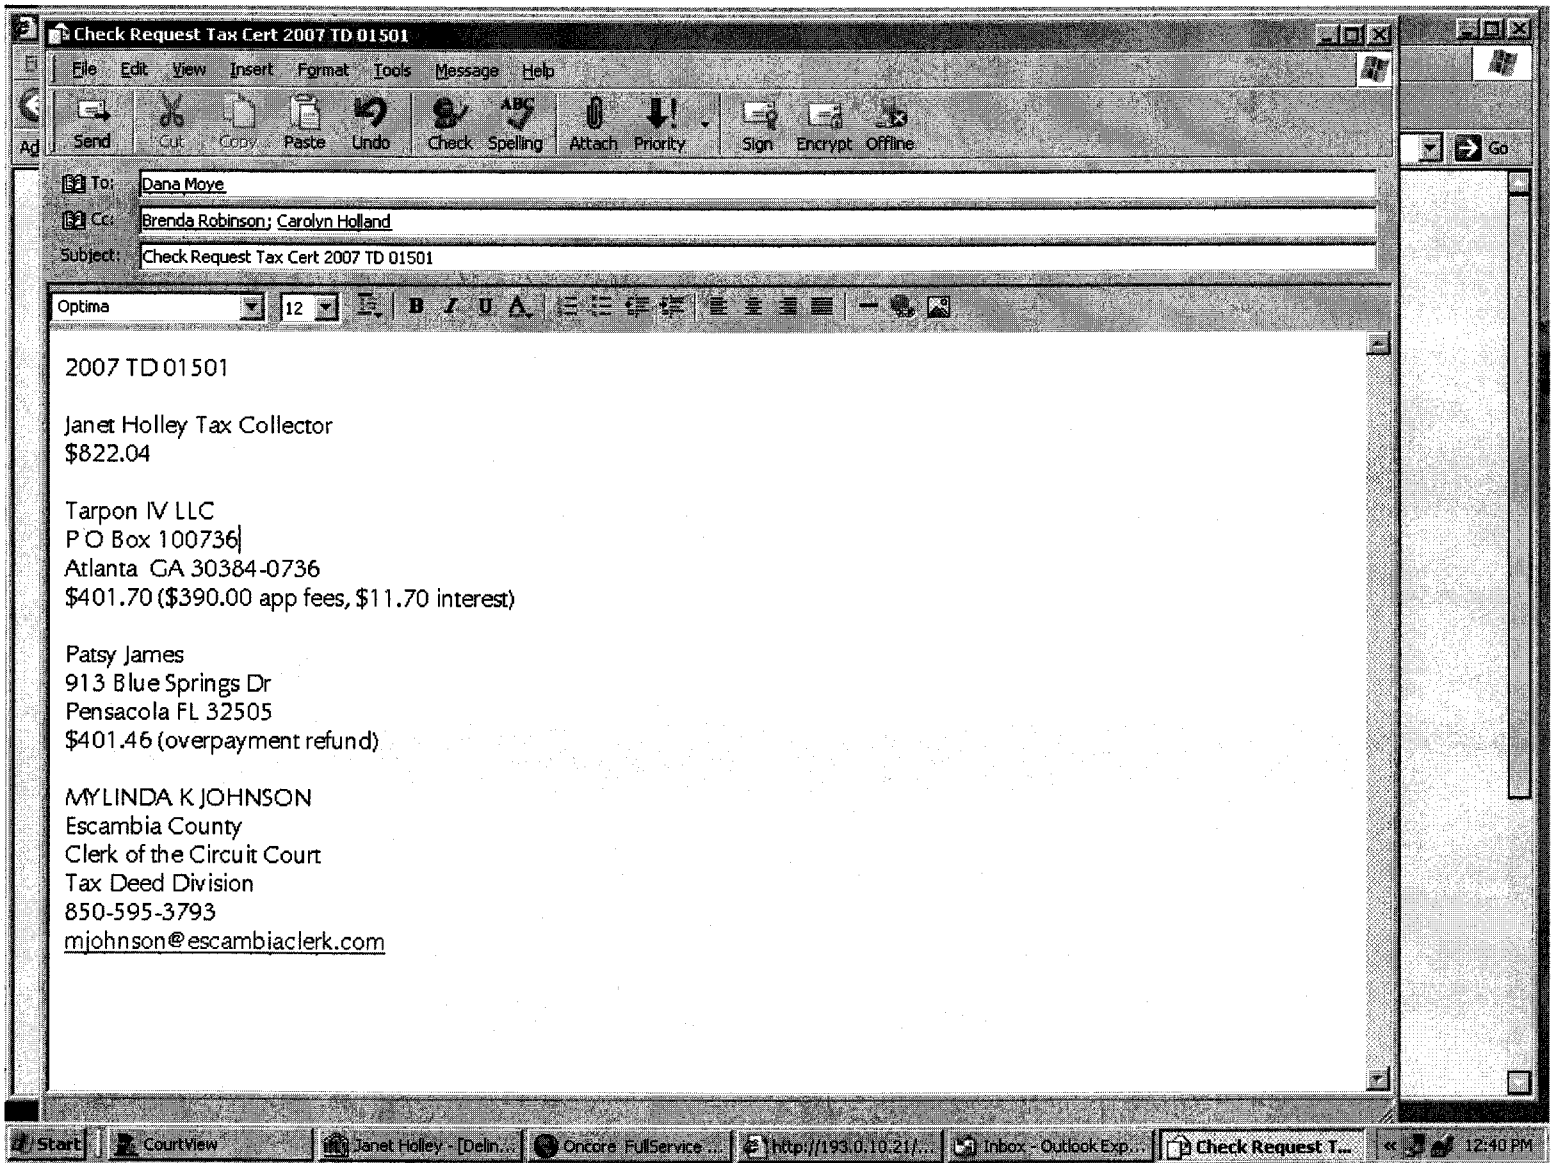 Check Request Tax Cert 2007 TD 01501
File Edit View Insert Format Tools Message Help
Send Cut Copy Paste Undo Check Spelling Attach Priority Sign Encrypt Offline
ABC
Go
To: Dana Moye
Cc: Brenda Robinson; Carolyn Holland
Subject: Check Request Tax Cert 2007 TD 01501
Optima 12 B I U A
2007 TD 01501
Janet Holley Tax Collector
$822.04
Tarpon IV LLC
P O Box 100736
Atlanta GA 30384-0736
$401.70 ($390.00 app fees, $11.70 interest)
Patsy James
913 Blue Springs Dr
Pensacola FL 32505
$401.46 (overpayment refund)
MYLINDA K JOHNSON
Escambia County
Clerk of the Circuit Court
Tax Deed Division
850-595-3793
mjohnson@escambiaclerk.com
Start CourtView Janet Holley - [Delin... Oncore FullService ... http://193.0.10.21/... Inbox - Outlook Exp... Check Request T... « 12:40 PM